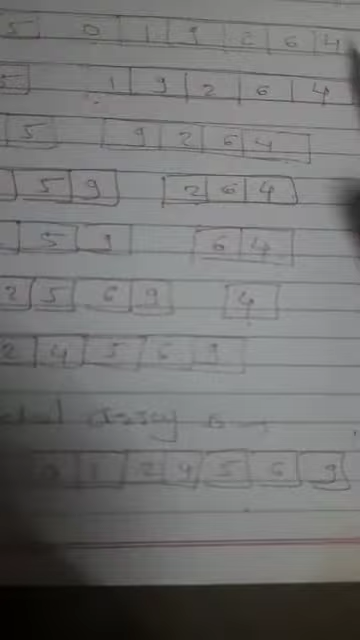 5 0 1 9 2 6 4
5 1 9 2 6 4
5 9 2 6 4
5 9 2 6 4
5 9 6 4
2 5 6 9 4
2 4 5 6 9
array
0 1 2 4 5 6 9